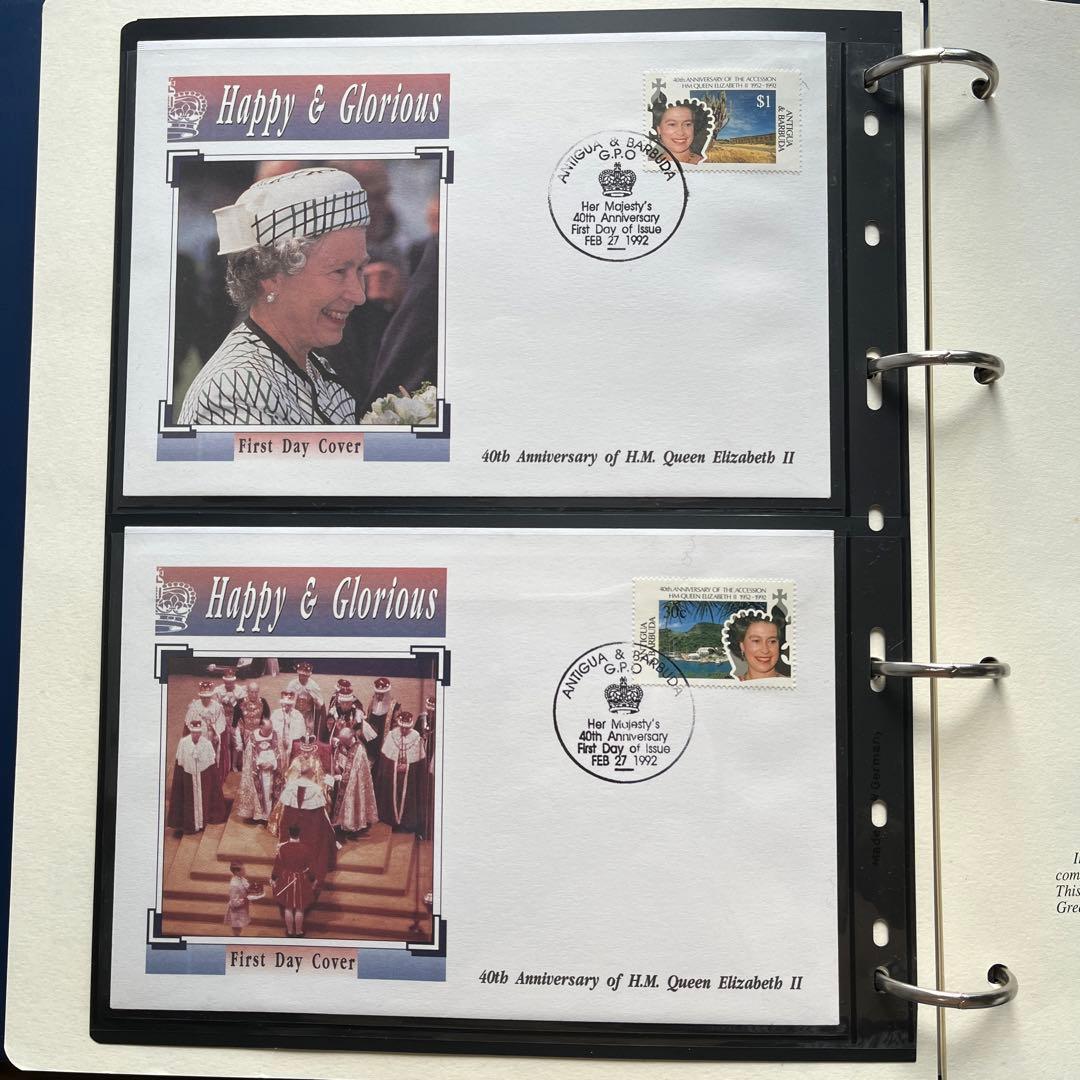 Happy & Glorious
40th ANNIVERSARY OF THE ACCESSION
H.M. QUEEN ELIZABETH II 1952-1992
$1
ANTIGUA
& BARBUDA
ANTIGUA & BARBUDA
G.P.O
Her Majesty's
40th Anniversary
First Day of Issue
FEB 27 1992
First Day Cover
40th Anniversary of H.M. Queen Elizabeth II
Happy & Glorious
40th ANNIVERSARY OF THE ACCESSION
H.M. QUEEN ELIZABETH II 1952-1992
30c
ANTIGUA
& BARBUDA
ANTIGUA & BARBUDA
G.P.O
Her Majesty's
40th Anniversary
First Day of Issue
FEB 27 1992
First Day Cover
40th Anniversary of H.M. Queen Elizabeth II
Made in Germany
com
This
Gre